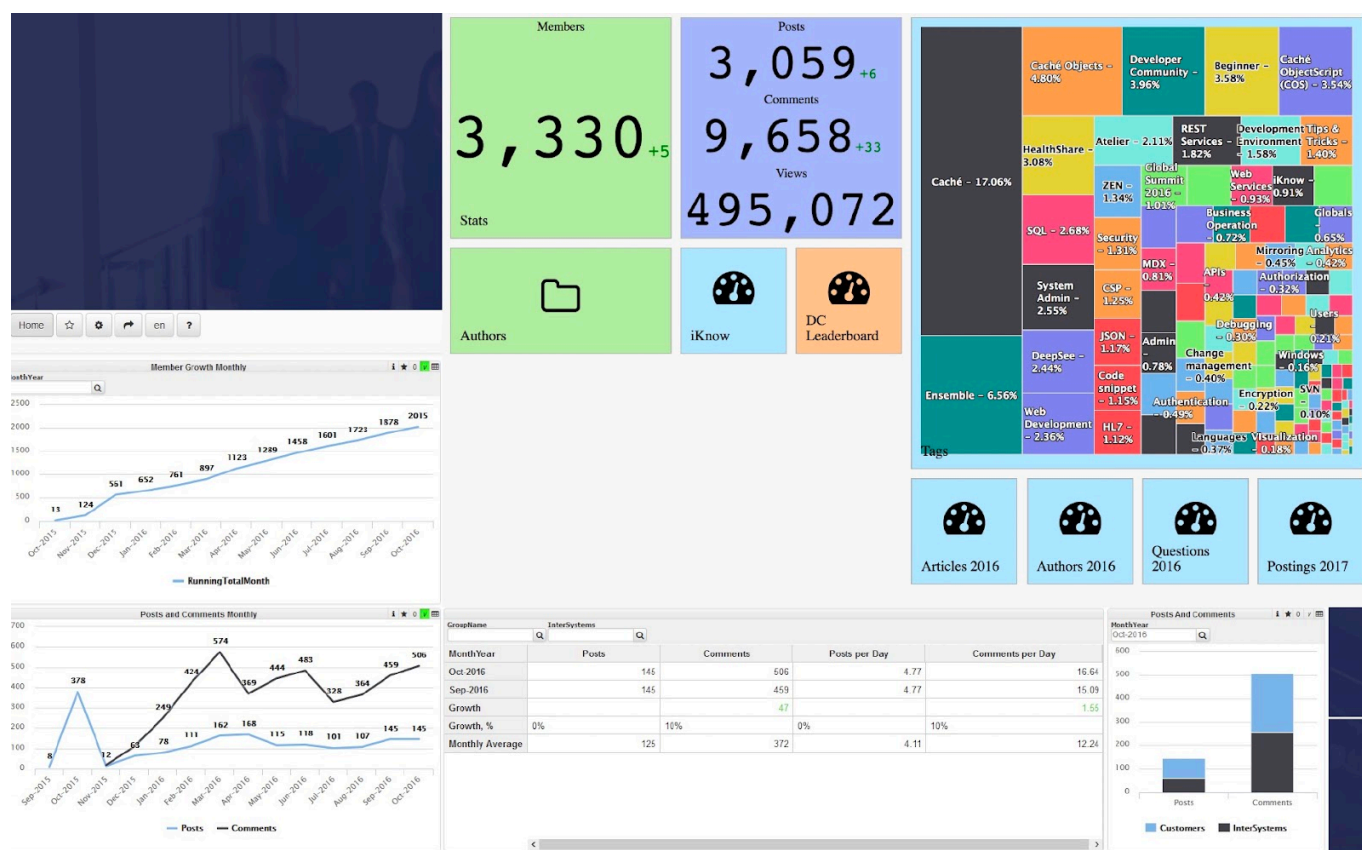 Home
en
?
Members
3,330 +5
Stats
Posts
3,059 +6
Comments
9,658 +33
Views
495,072
Authors
iKnow
DC
Leaderboard
Caché – 17.06%
Ensemble – 6.56%
Caché Objects –
4.80%
Developer
Community –
3.96%
Beginner –
3.58%
Caché
ObjectScript
(COS) – 3.54%
HealthShare –
3.08%
Atelier – 2.11%
REST
Services –
1.82%
Development
Environment
– 1.58%
Tips &
Tricks –
1.40%
SQL – 2.68%
System
Admin –
2.55%
DeepSee –
2.44%
Web
Development
– 2.36%
ZEN –
1.34%
Security
– 1.31%
CSP –
1.25%
JSON –
1.17%
Code
snippet
– 1.15%
HL7 –
1.12%
Global
Summit
2016 –
1.01%
Web
Services
– 0.93%
iKnow –
0.91%
MDX –
0.81%
Admin
–
0.78%
Business
Operation
– 0.72%
Globals
–
0.65%
Authentication
– 0.49%
Mirroring
– 0.45%
Analytics
– 0.42%
APIs
–
0.42%
Change
management
– 0.40%
Languages
– 0.37%
Authorization
– 0.32%
Debugging
– 0.30%
Encryption
– 0.22%
Users
–
0.21%
Visualization
– 0.18%
Windows
– 0.16%
SVN
–
0.10%
Tags
Articles 2016
Authors 2016
Questions
2016
Postings 2017
Member Growth Monthly
0
MonthYear
2500
2000
1500
1000
500
0
13
124
551
652
761
897
1123
1289
1458
1601
1723
1878
2015
Oct-2015
Nov-2015
Dec-2015
Jan-2016
Feb-2016
Mar-2016
Apr-2016
May-2016
Jun-2016
Jul-2016
Aug-2016
Sep-2016
Oct-2016
RunningTotalMonth
Posts and Comments Monthly
0
700
600
500
400
300
200
100
0
8
378
12
63
78
111
162
168
115
118
101
107
145
145
249
424
574
369
444
483
328
364
459
506
Sep-2015
Oct-2015
Nov-2015
Dec-2015
Jan-2016
Feb-2016
Mar-2016
Apr-2016
May-2016
Jun-2016
Jul-2016
Aug-2016
Sep-2016
Oct-2016
Posts
Comments
GroupName InterSystems
MonthYear Posts Comments Posts per Day Comments per Day
Oct-2016 145 506 4.77 16.64
Sep-2016 145 459 4.77 15.09
Growth 47 1.55
Growth, % 0% 10% 0% 10%
Monthly Average 125 372 4.11 12.24
Posts And Comments
0
MonthYear
Oct-2016
600
500
400
300
200
100
0
Posts
Comments
Customers
InterSystems